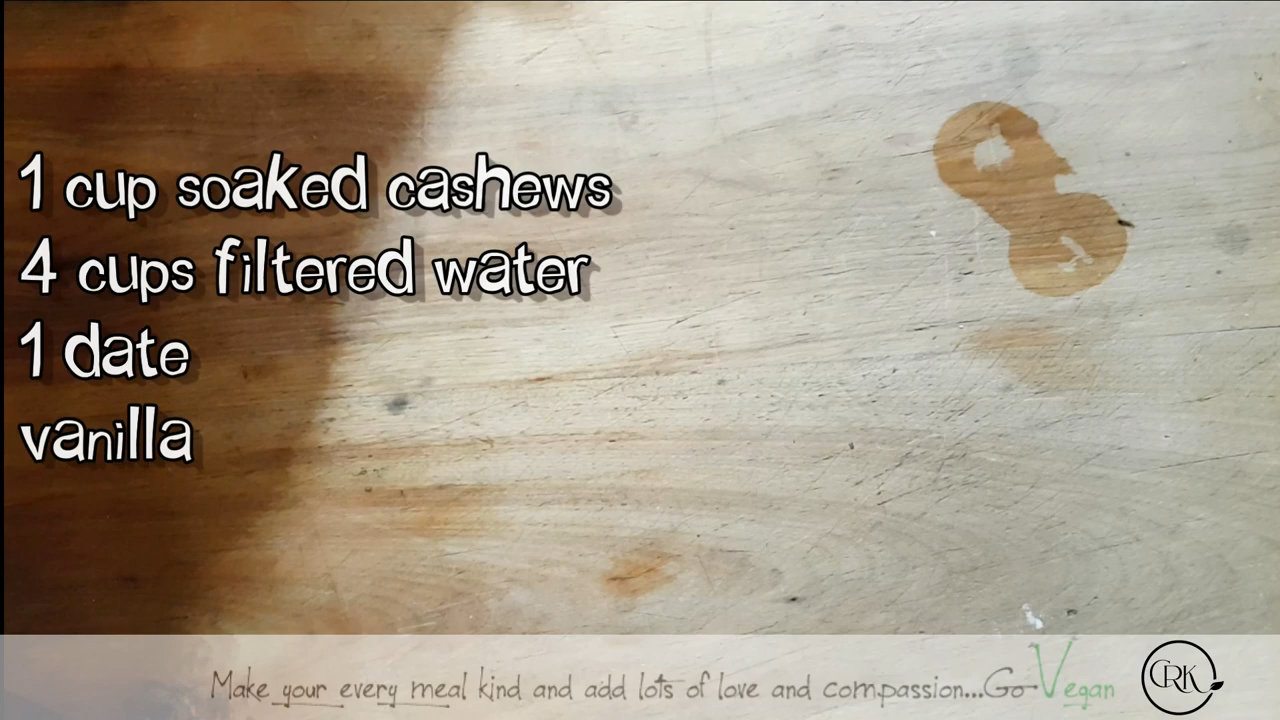 1 cup soaked cashews
4 cups filtered water
1 date
vanilla
Make your every meal kind and add lots of love and compassion...Go Vegan
CRK